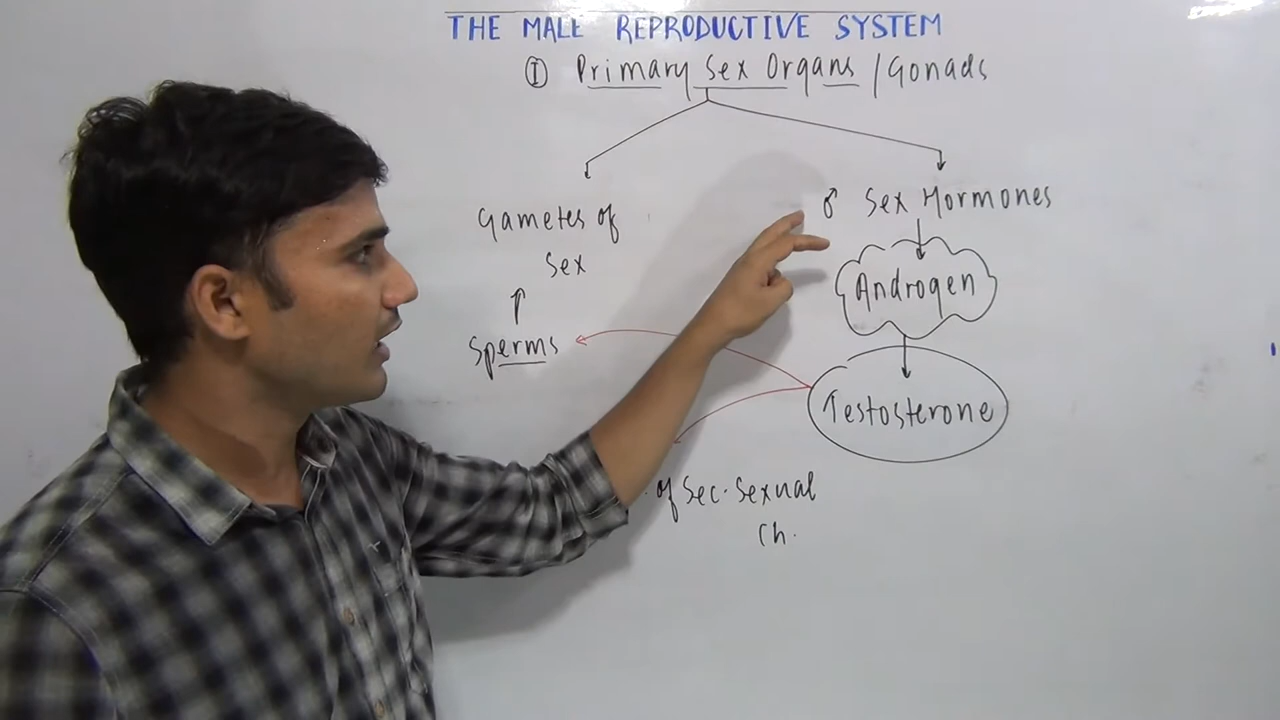 THE MALE REPRODUCTIVE SYSTEM
① Primary Sex Organs / Gonads
Gametes of
Sex
Sperms
♂ Sex Hormones
Androgen
Testosterone
of Sec. Sexual
Ch.